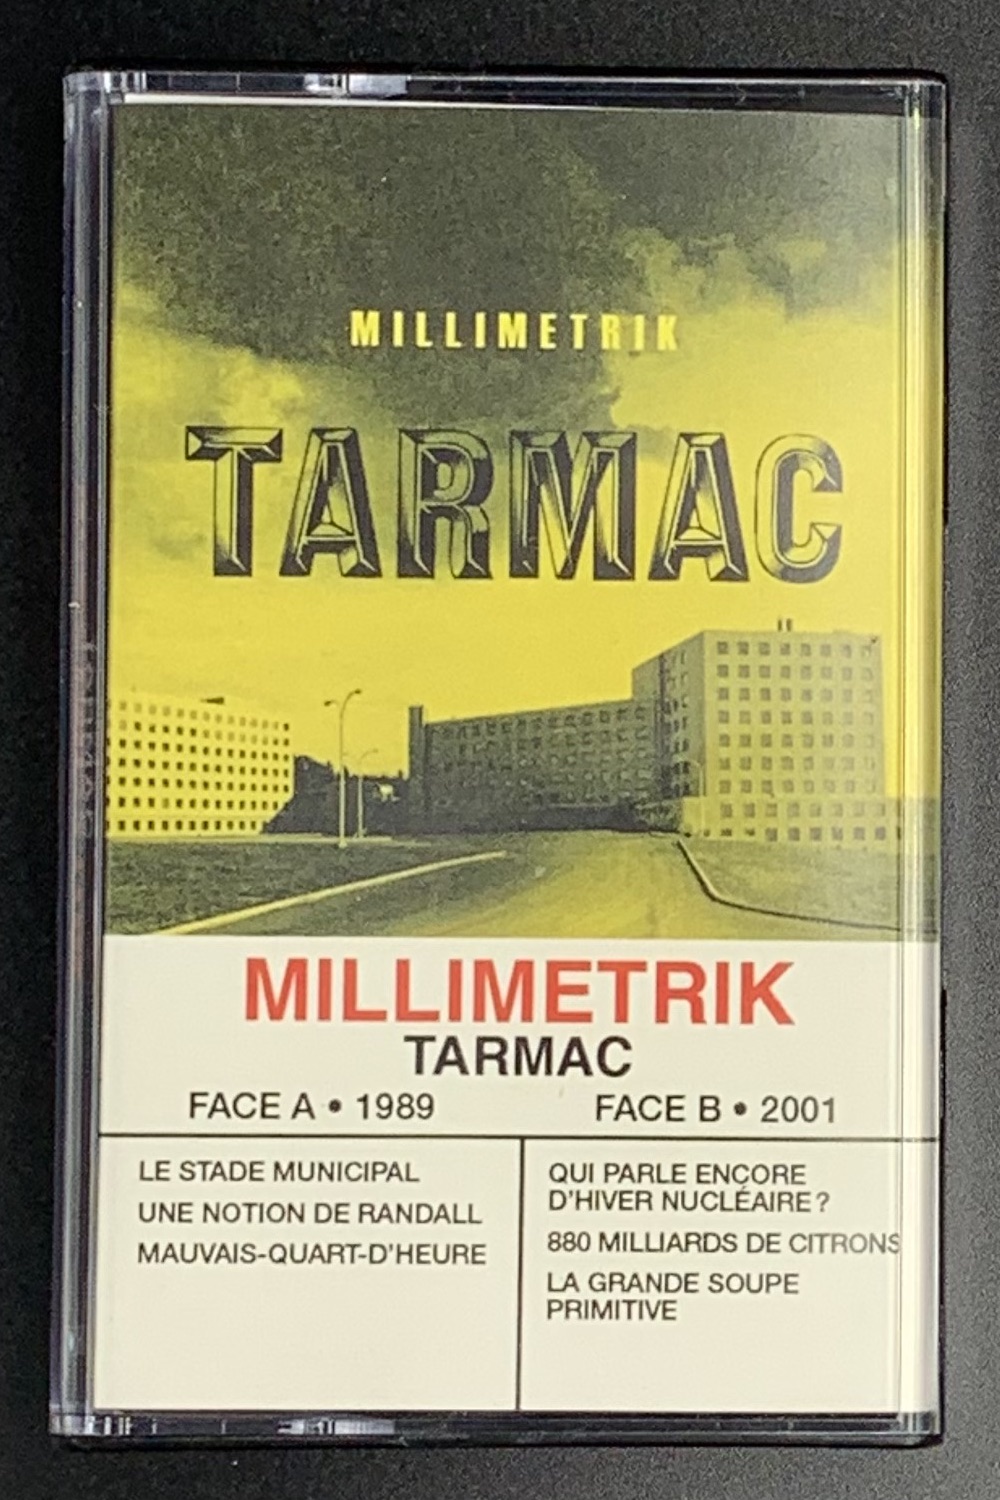 MILLIMETRIK
TARMAC
MILLIMETRIK
TARMAC
FACE A • 1989
FACE B • 2001
LE STADE MUNICIPAL
UNE NOTION DE RANDALL
MAUVAIS-QUART-D'HEURE
QUI PARLE ENCORE
D'HIVER NUCLÉAIRE ?
880 MILLIARDS DE CITRONS
LA GRANDE SOUPE
PRIMITIVE